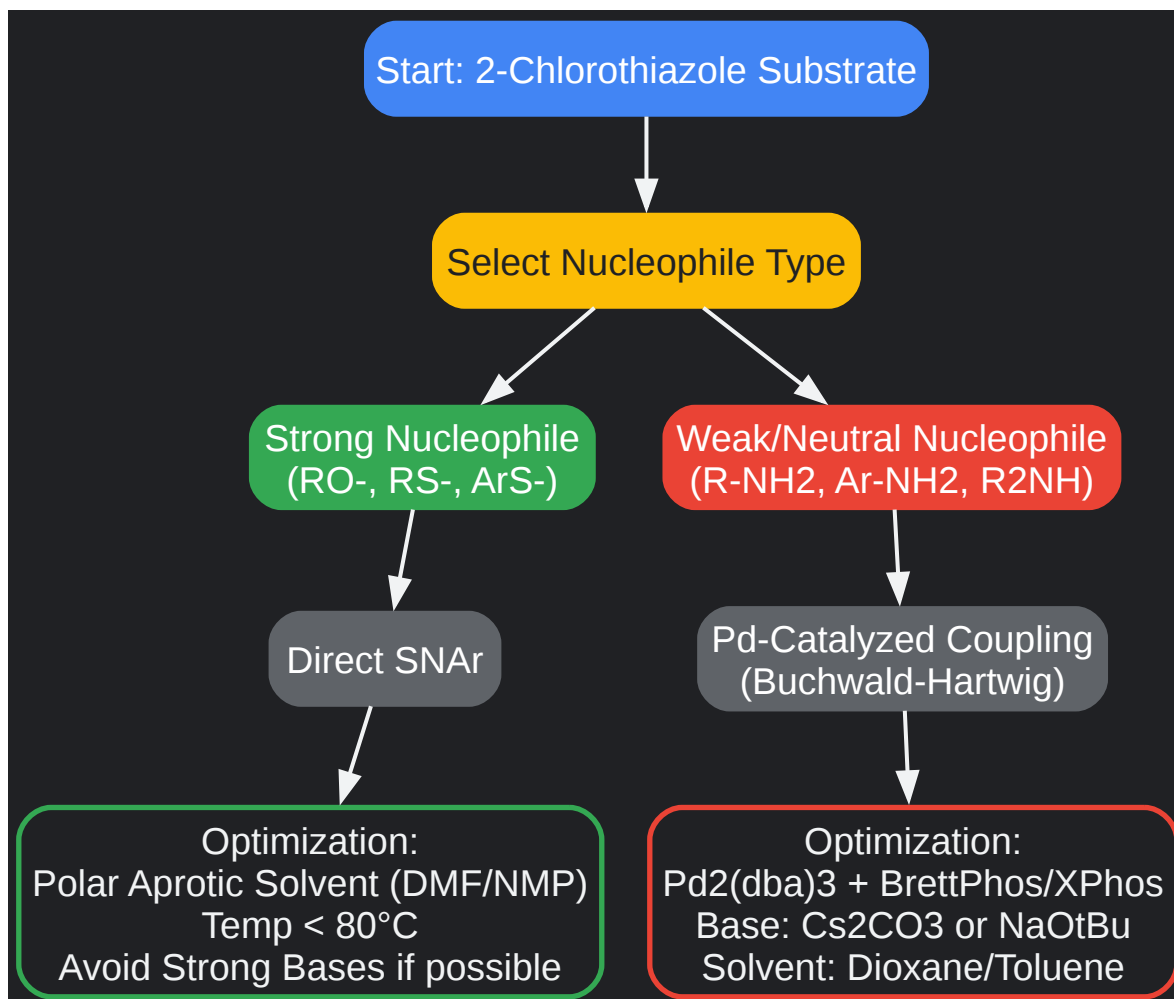 Start: 2-Chlorothiazole Substrate
Select Nucleophile Type
Strong Nucleophile
(RO-, RS-, ArS-)
Weak/Neutral Nucleophile
(R-NH2, Ar-NH2, R2NH)
Direct SNAr
Pd-Catalyzed Coupling
(Buchwald-Hartwig)
Optimization:
Polar Aprotic Solvent (DMF/NMP)
Temp < 80°C
Avoid Strong Bases if possible
Optimization:
Pd2(dba)3 + BrettPhos/XPhos
Base: Cs2CO3 or NaOtBu
Solvent: Dioxane/Toluene